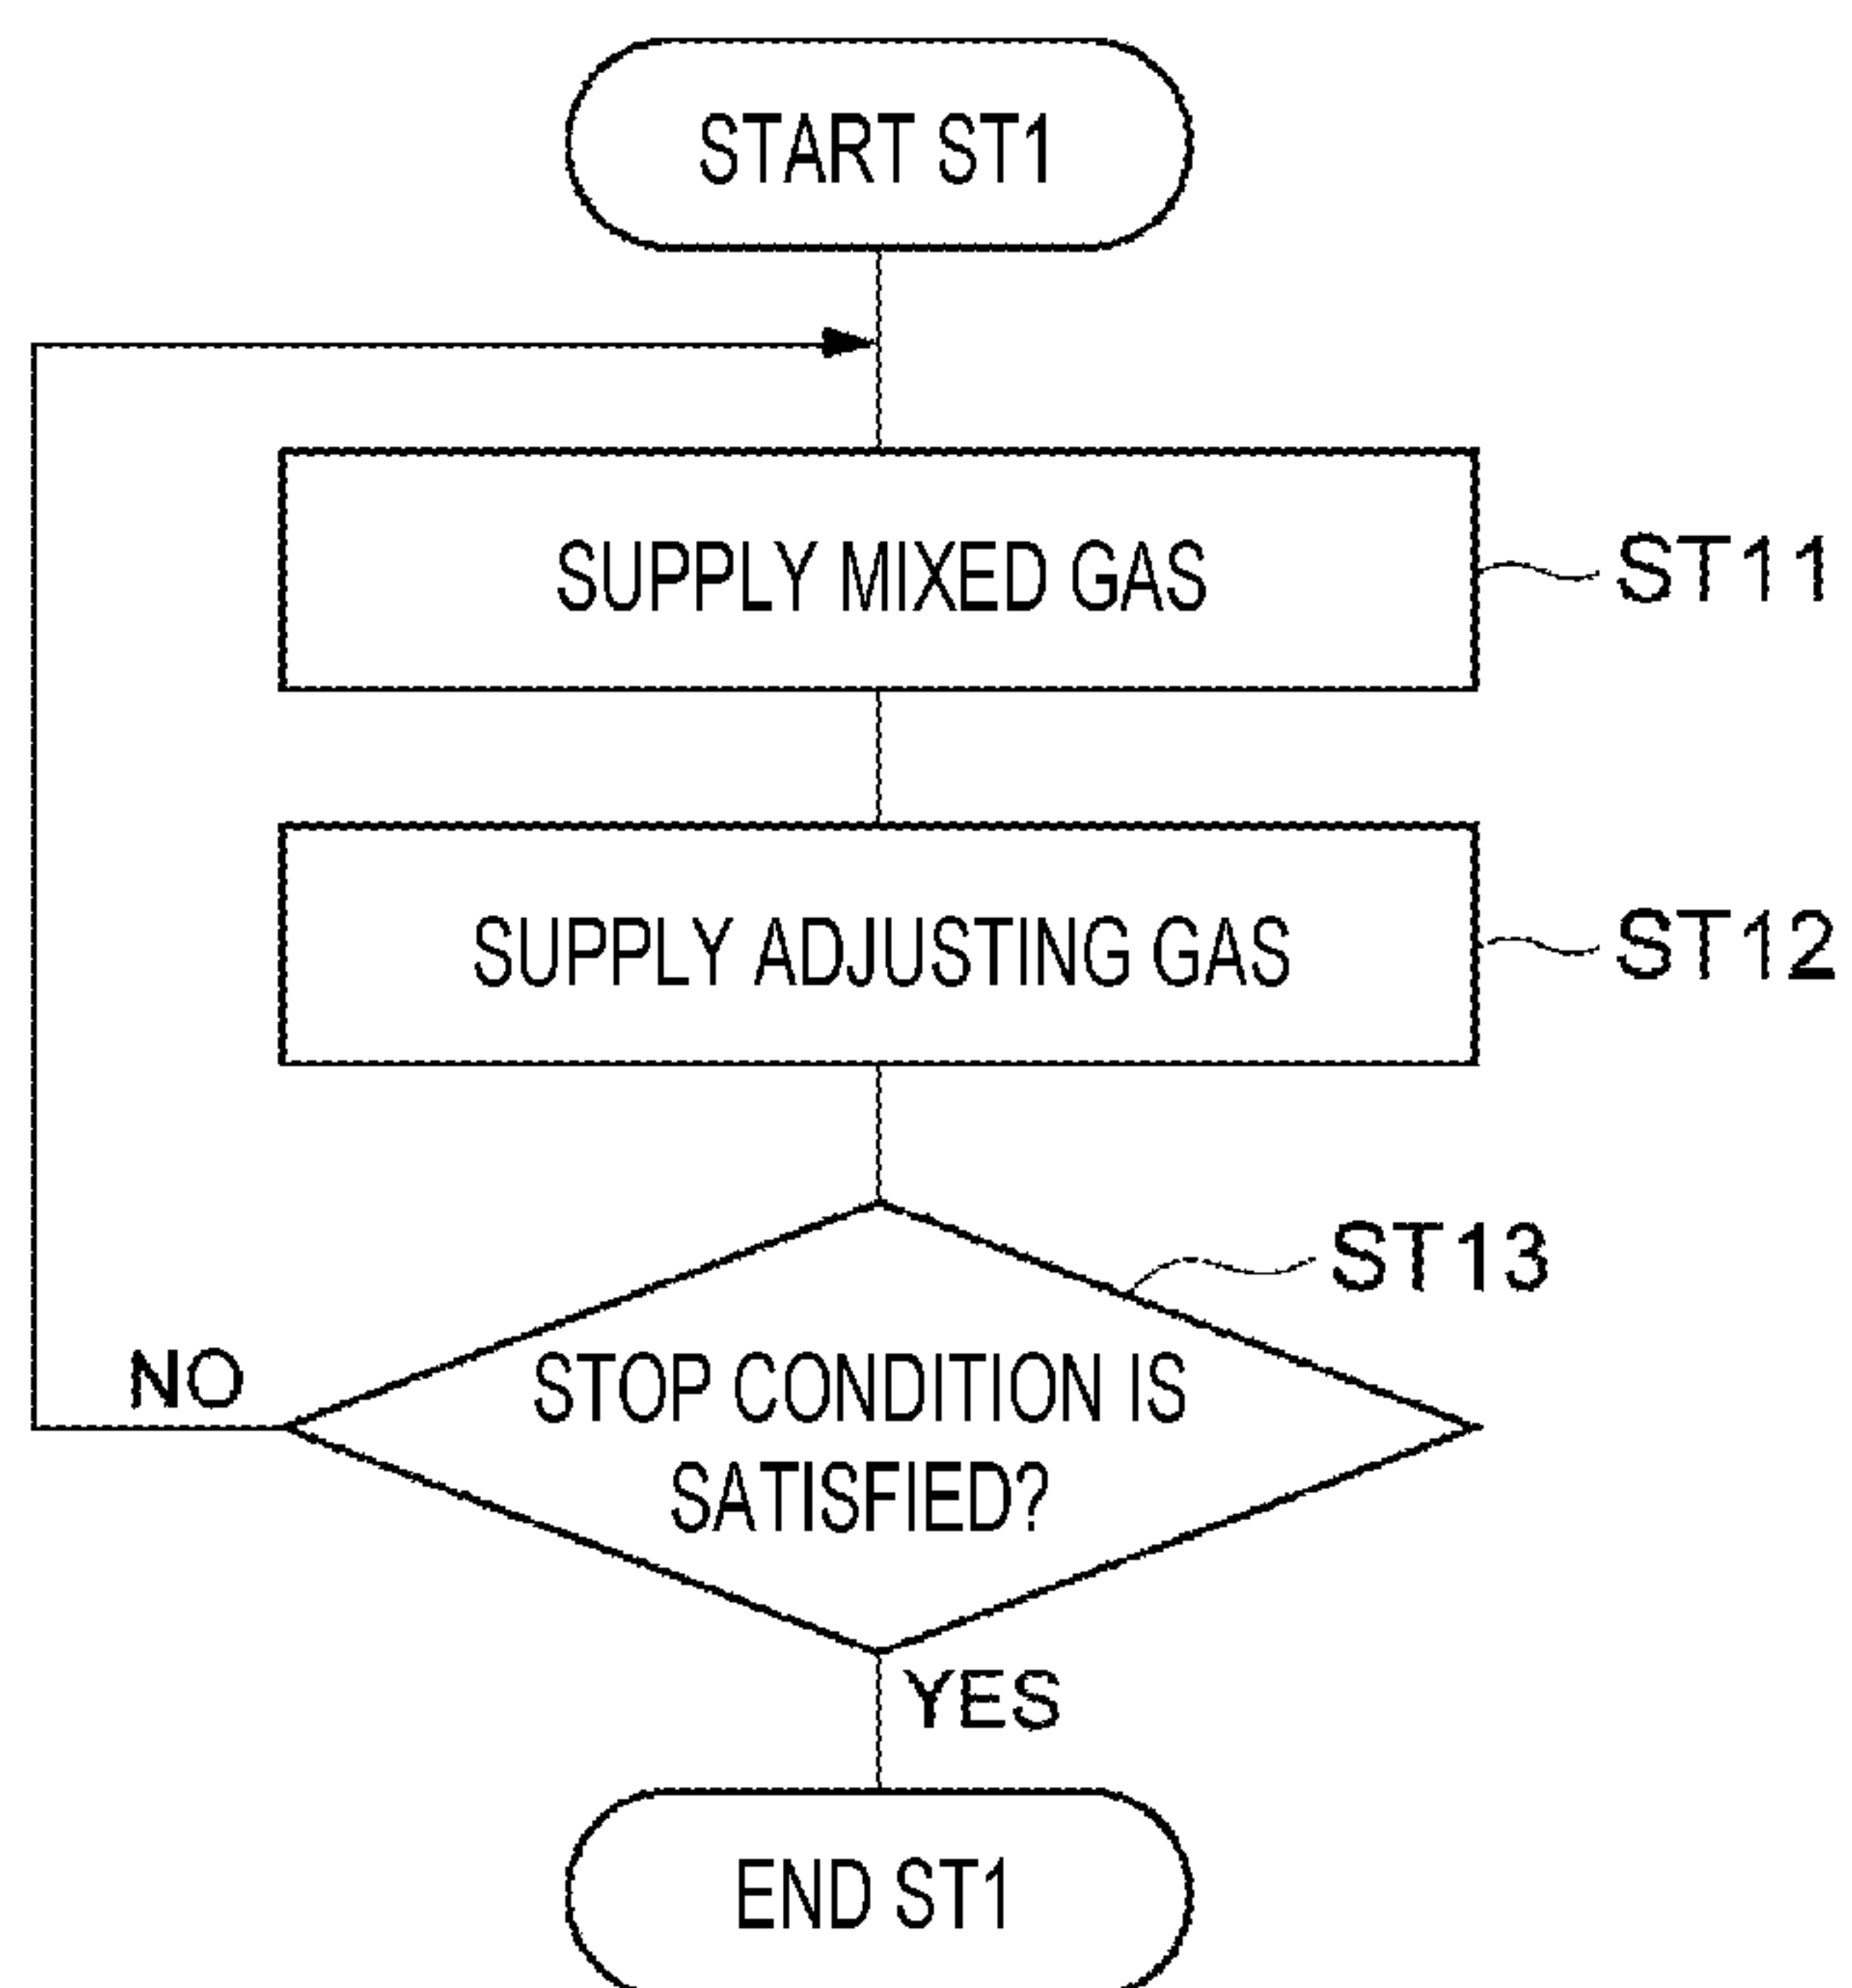 START ST1
SUPPLY MIXED GAS
ST11
SUPPLY ADJUSTING GAS
ST12
ST13
NO
STOP CONDITION IS
SATISFIED?
YES
END ST1